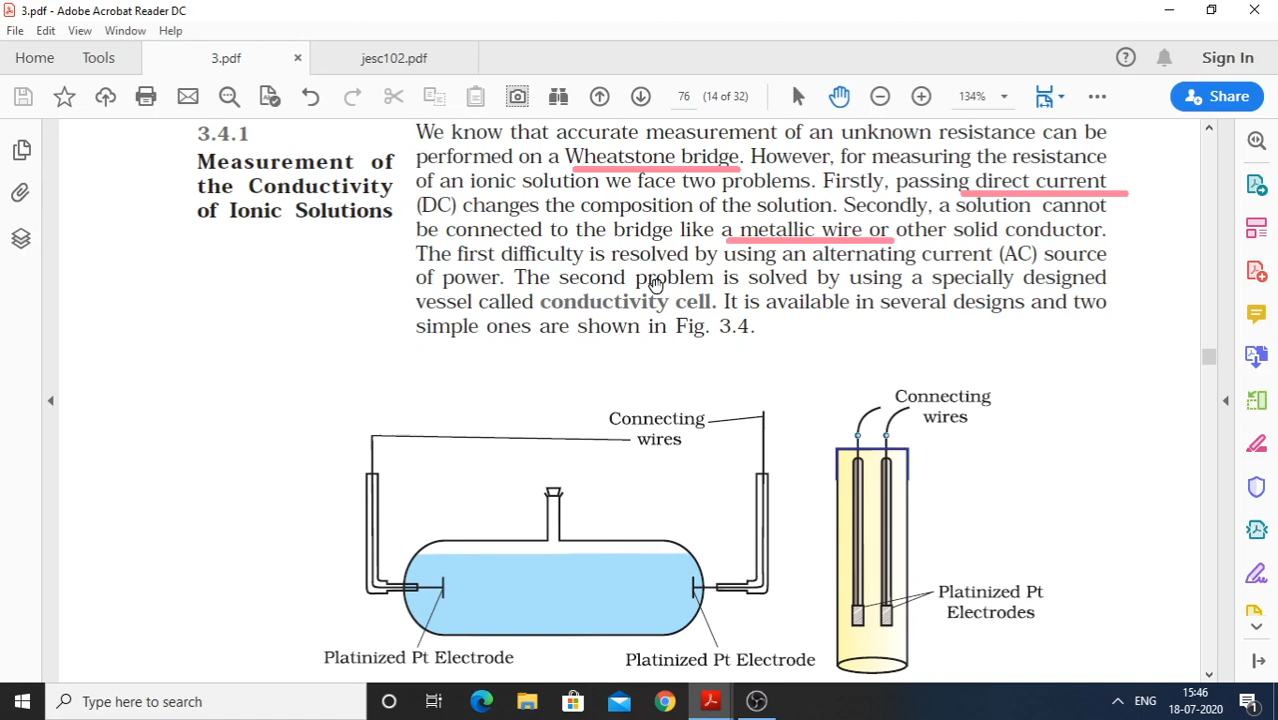 3.pdf - Adobe Acrobat Reader DC
File Edit View Window Help
Home Tools 3.pdf × jesc102.pdf Sign In
76 (14 of 32) 134% Share
3.4.1
Measurement of
the Conductivity
of Ionic Solutions
We know that accurate measurement of an unknown resistance can be
performed on a Wheatstone bridge. However, for measuring the resistance
of an ionic solution we face two problems. Firstly, passing direct current
(DC) changes the composition of the solution. Secondly, a solution cannot
be connected to the bridge like a metallic wire or other solid conductor.
The first difficulty is resolved by using an alternating current (AC) source
of power. The second problem is solved by using a specially designed
vessel called conductivity cell. It is available in several designs and two
simple ones are shown in Fig. 3.4.
Connecting
wires
Connecting
wires
Platinized Pt Electrode
Platinized Pt Electrode
Platinized Pt
Electrodes
Type here to search
ENG
15:46
18-07-2020
1